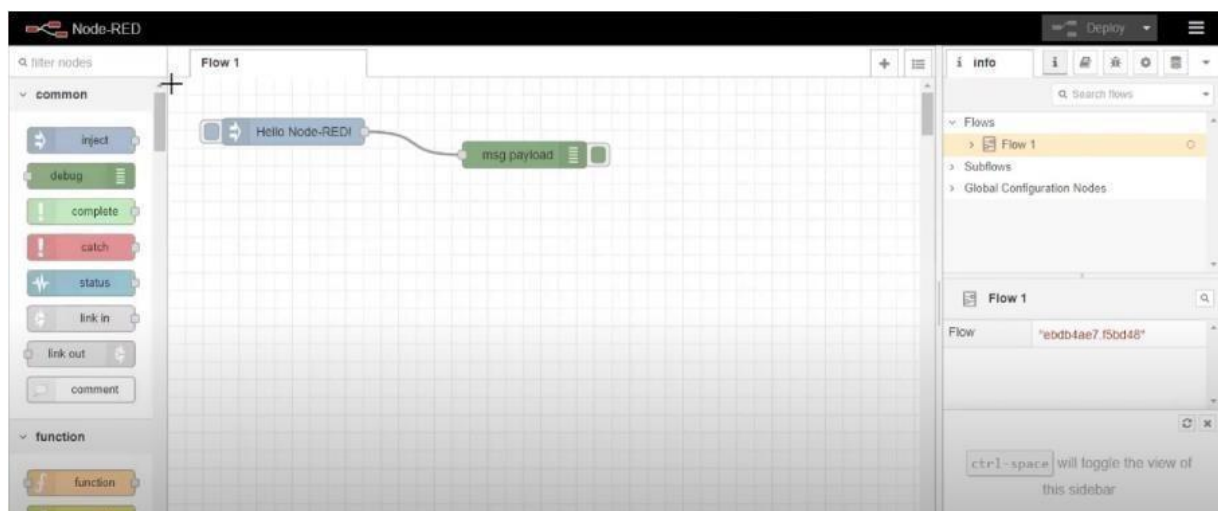 Node-RED
Deploy
filter nodes
Flow 1
i info
Search flows
common
inject
debug
complete
catch
status
link in
link out
comment
function
function
Hello Node-RED!
msg.payload
Flows
Flow 1
Subflows
Global Configuration Nodes
Flow 1
Flow "ebdb4ae7.f5bd48"
ctrl-space will toggle the view of
this sidebar